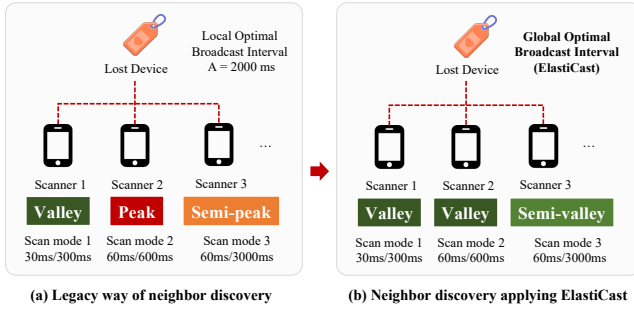 Local Optimal
Broadcast Interval
A = 2000 ms
Lost Device
...
Scanner 1
Scanner 2
Scanner 3
Valley
Peak
Semi-peak
Scan mode 1
30ms/300ms
Scan mode 2
60ms/600ms
Scan mode 3
60ms/3000ms
(a) Legacy way of neighbor discovery
Global Optimal
Broadcast Interval
(ElastiCast)
Lost Device
...
Scanner 1
Scanner 2
Scanner 3
Valley
Valley
Semi-valley
Scan mode 1
30ms/300ms
Scan mode 2
60ms/600ms
Scan mode 3
60ms/3000ms
(b) Neighbor discovery applying ElastiCast